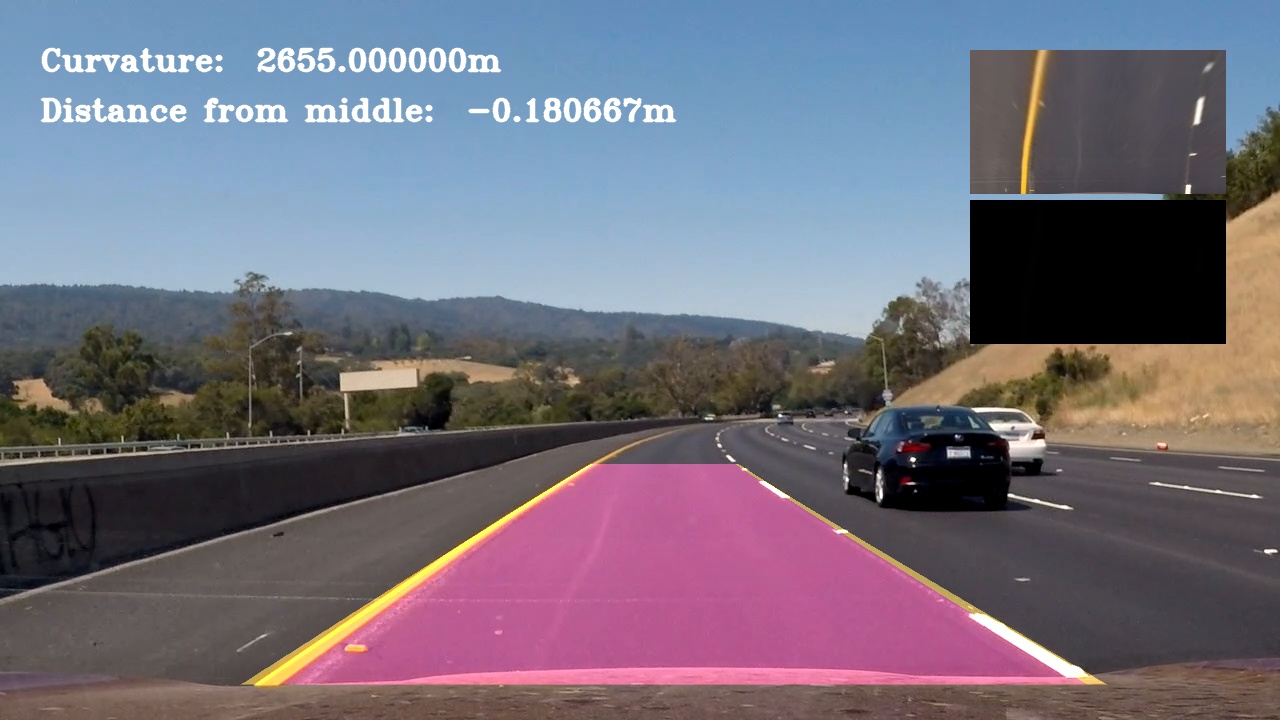 Curvature: 2655.000000m
Distance from middle: −0.180667m